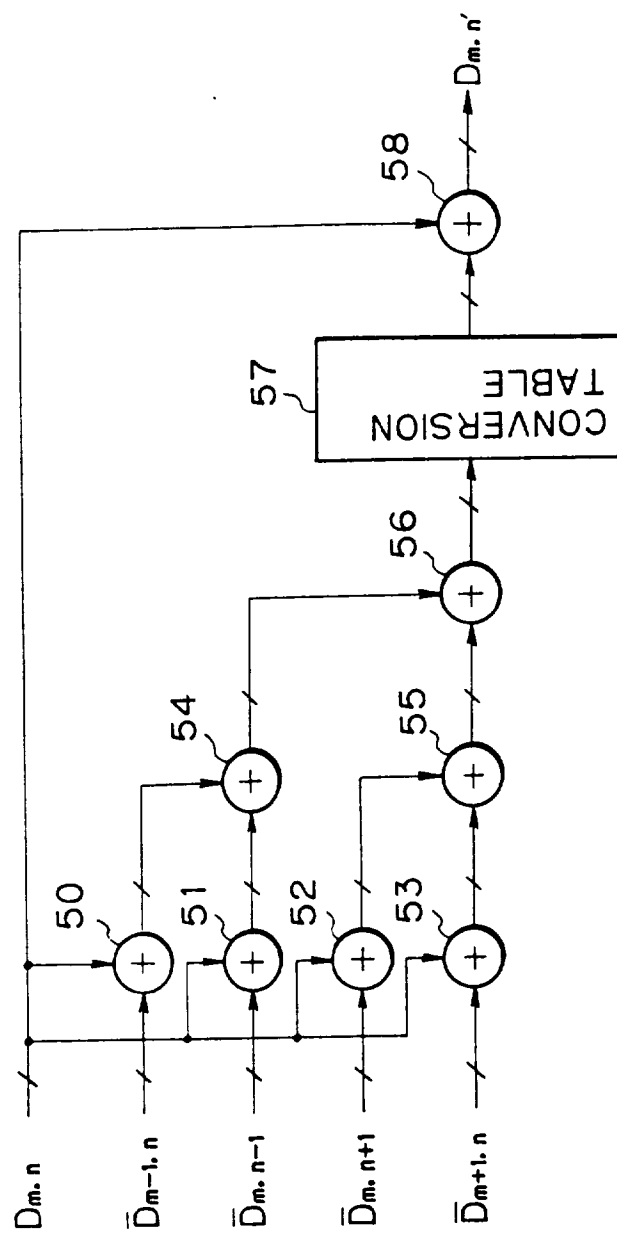 Dm.n
D̄m-1.n
D̄m.n-1
D̄m.n+1
D̄m+1.n
50
51
52
53
54
55
56
57
CONVERSION
TABLE
58
Dm.n'